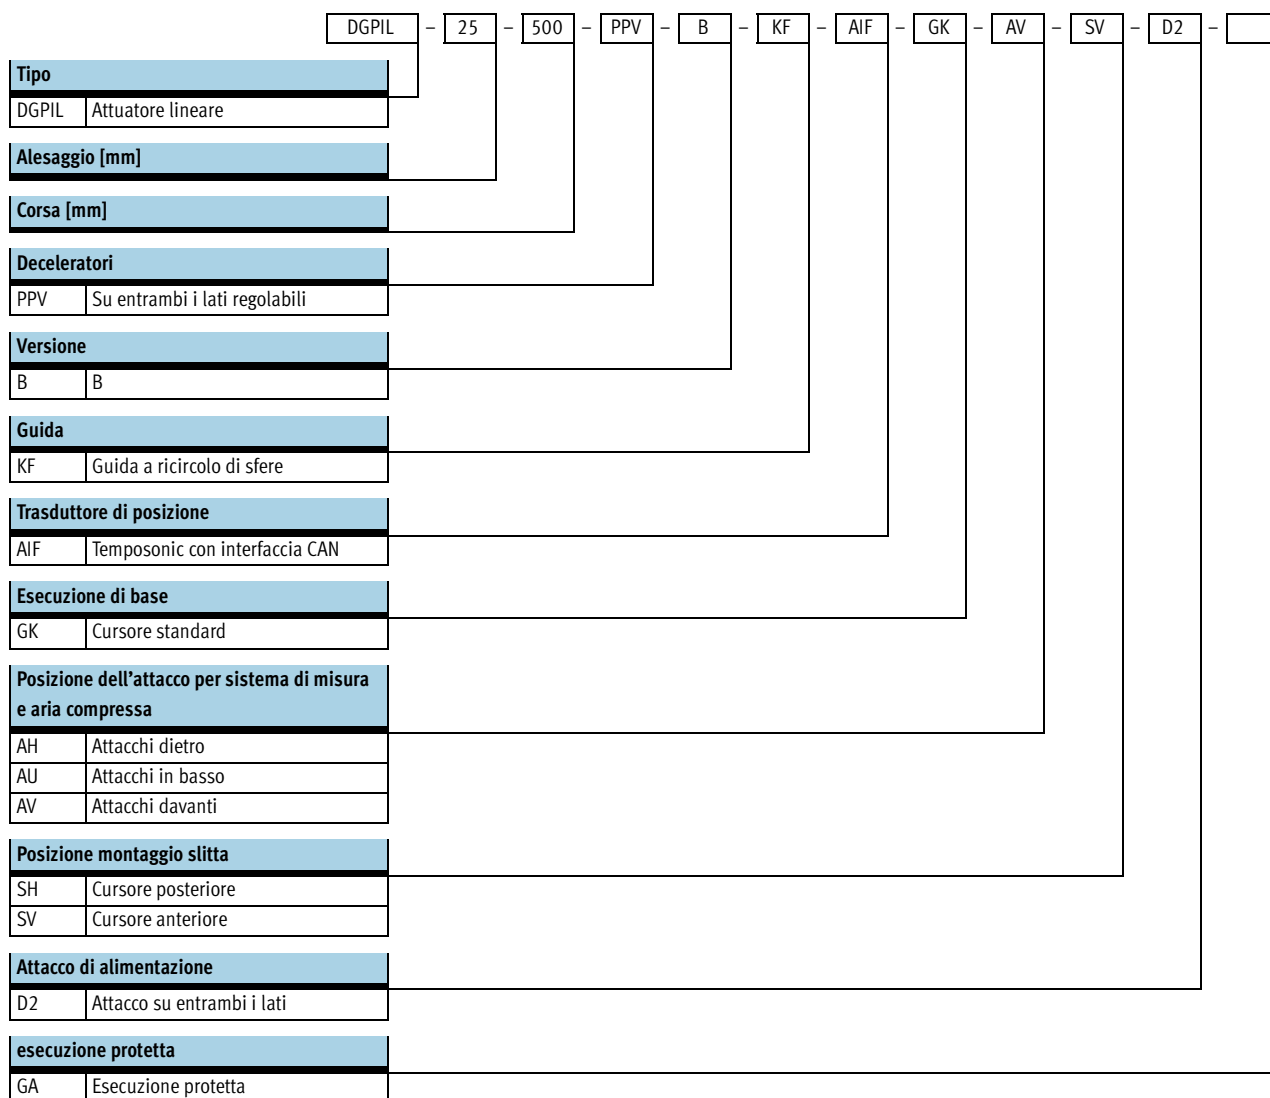 DGPIL – 25 – 500 – PPV – B – KF – AIF – GK – AV – SV – D2 –
Tipo
DGPIL Attuatore lineare
Alesaggio [mm]
Corsa [mm]
Deceleratori
PPV Su entrambi i lati regolabili
Versione
B B
Guida
KF Guida a ricircolo di sfere
Trasduttore di posizione
AIF Temposonic con interfaccia CAN
Esecuzione di base
GK Cursore standard
Posizione dell'attacco per sistema di misura
e aria compressa
AH Attacchi dietro
AU Attacchi in basso
AV Attacchi davanti
Posizione montaggio slitta
SH Cursore posteriore
SV Cursore anteriore
Attacco di alimentazione
D2 Attacco su entrambi i lati
esecuzione protetta
GA Esecuzione protetta